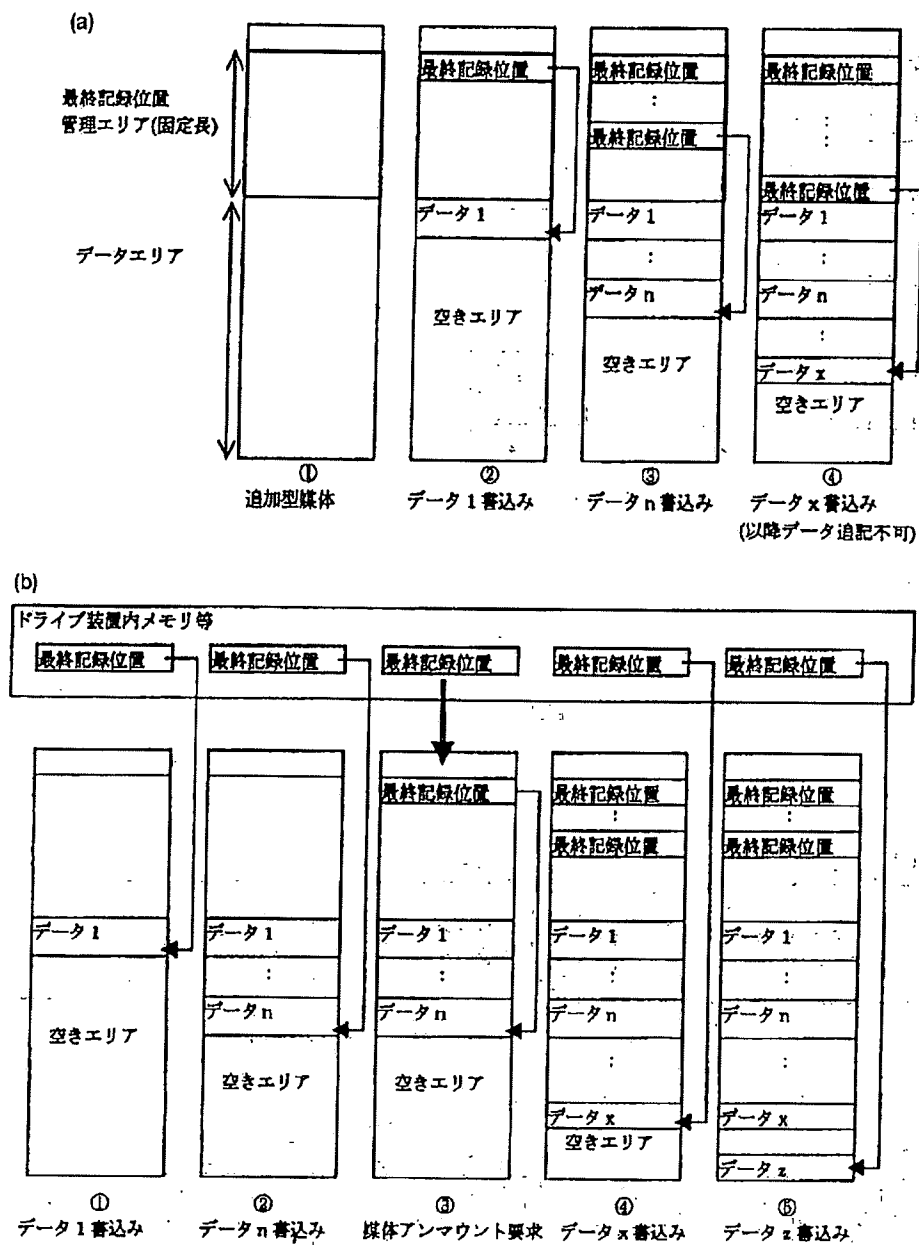 (a)
最終記録位置
管理エリア(固定長)
データエリア
①
追加型媒体
最終記録位置
データ1
空きエリア
②
データ1書込み
最終記録位置
:
最終記録位置
データ1
:
データn
空きエリア
③
データn書込み
最終記録位置
:
最終記録位置
データ1
:
データn
:
データx
空きエリア
④
データx書込み
(以降データ追記不可)
(b)
ドライブ装置内メモリ等
最終記録位置
最終記録位置
最終記録位置
最終記録位置
最終記録位置
データ1
空きエリア
①
データ1書込み
データ1
:
データn
空きエリア
②
データn書込み
最終記録位置
データ1
:
データn
空きエリア
③
媒体アンマウント要求
最終記録位置
:
最終記録位置
データ1
:
データn
:
データx
空きエリア
④
データx書込み
最終記録位置
:
最終記録位置
データ1
:
データn
:
データx
データz
⑤
データz書込み